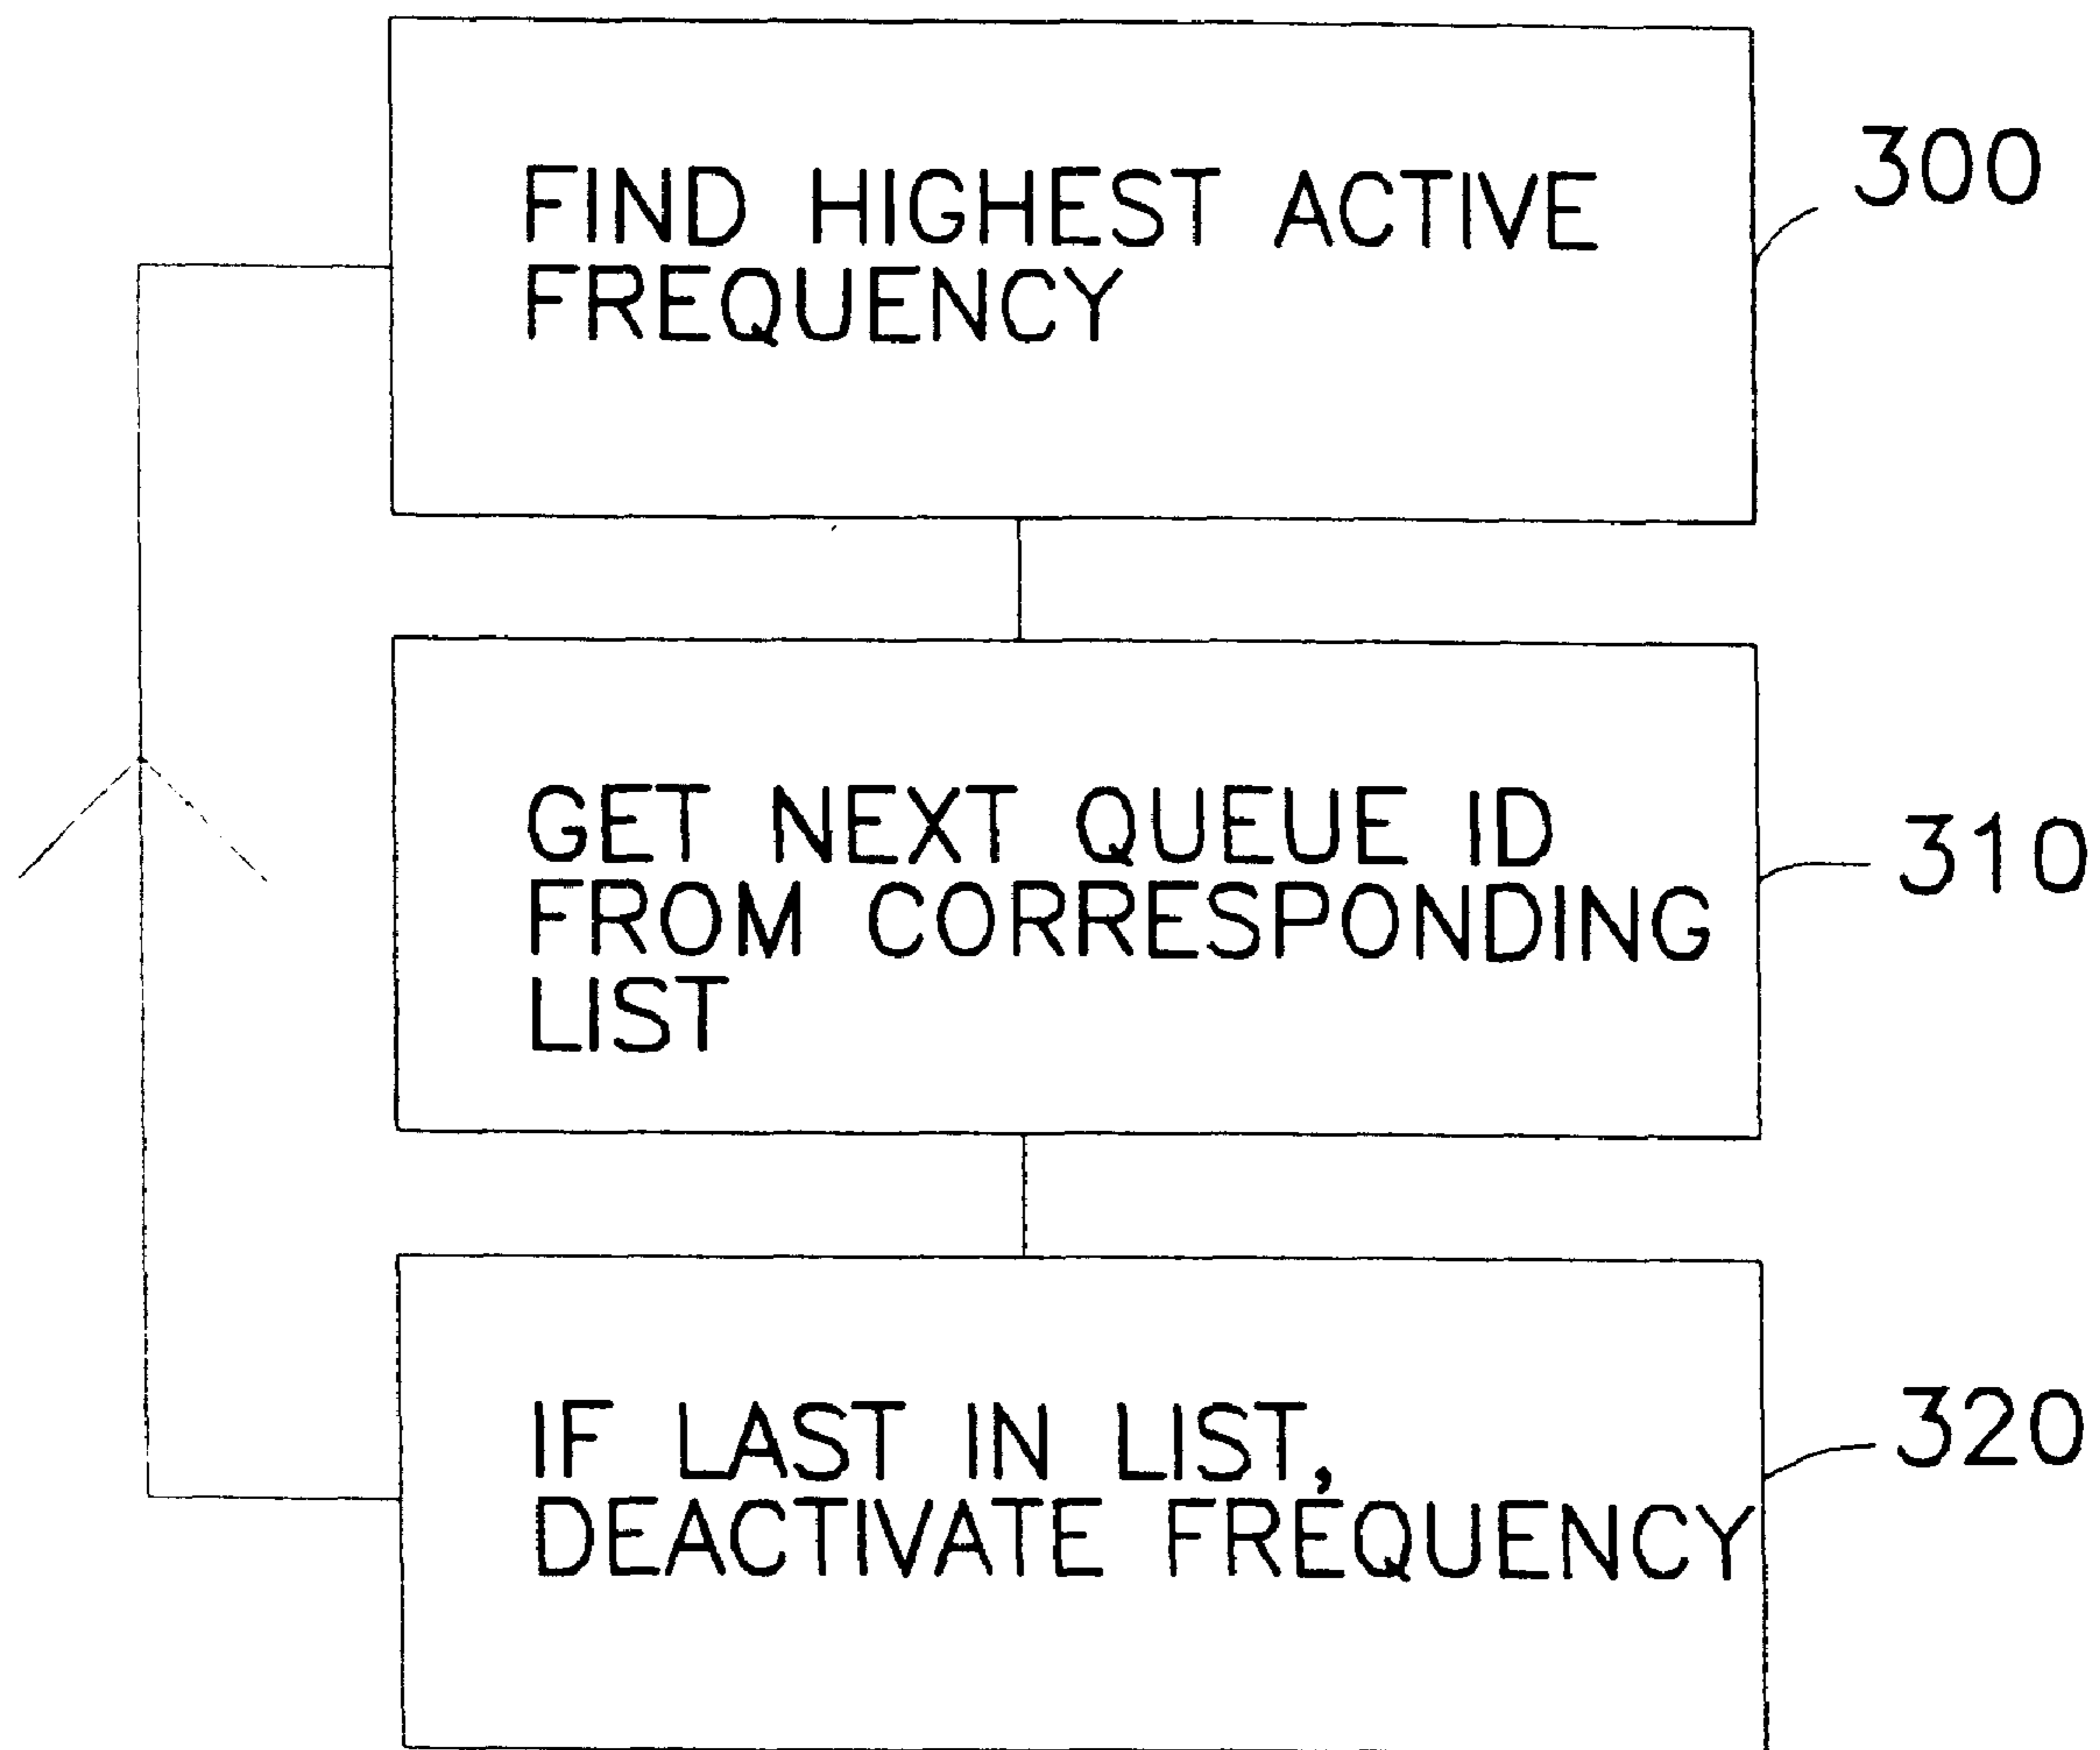 FIND HIGHEST ACTIVE
FREQUENCY
300
GET NEXT QUEUE ID
FROM CORRESPONDING
LIST
310
IF LAST IN LIST,
DEACTIVATE FREQUENCY
320